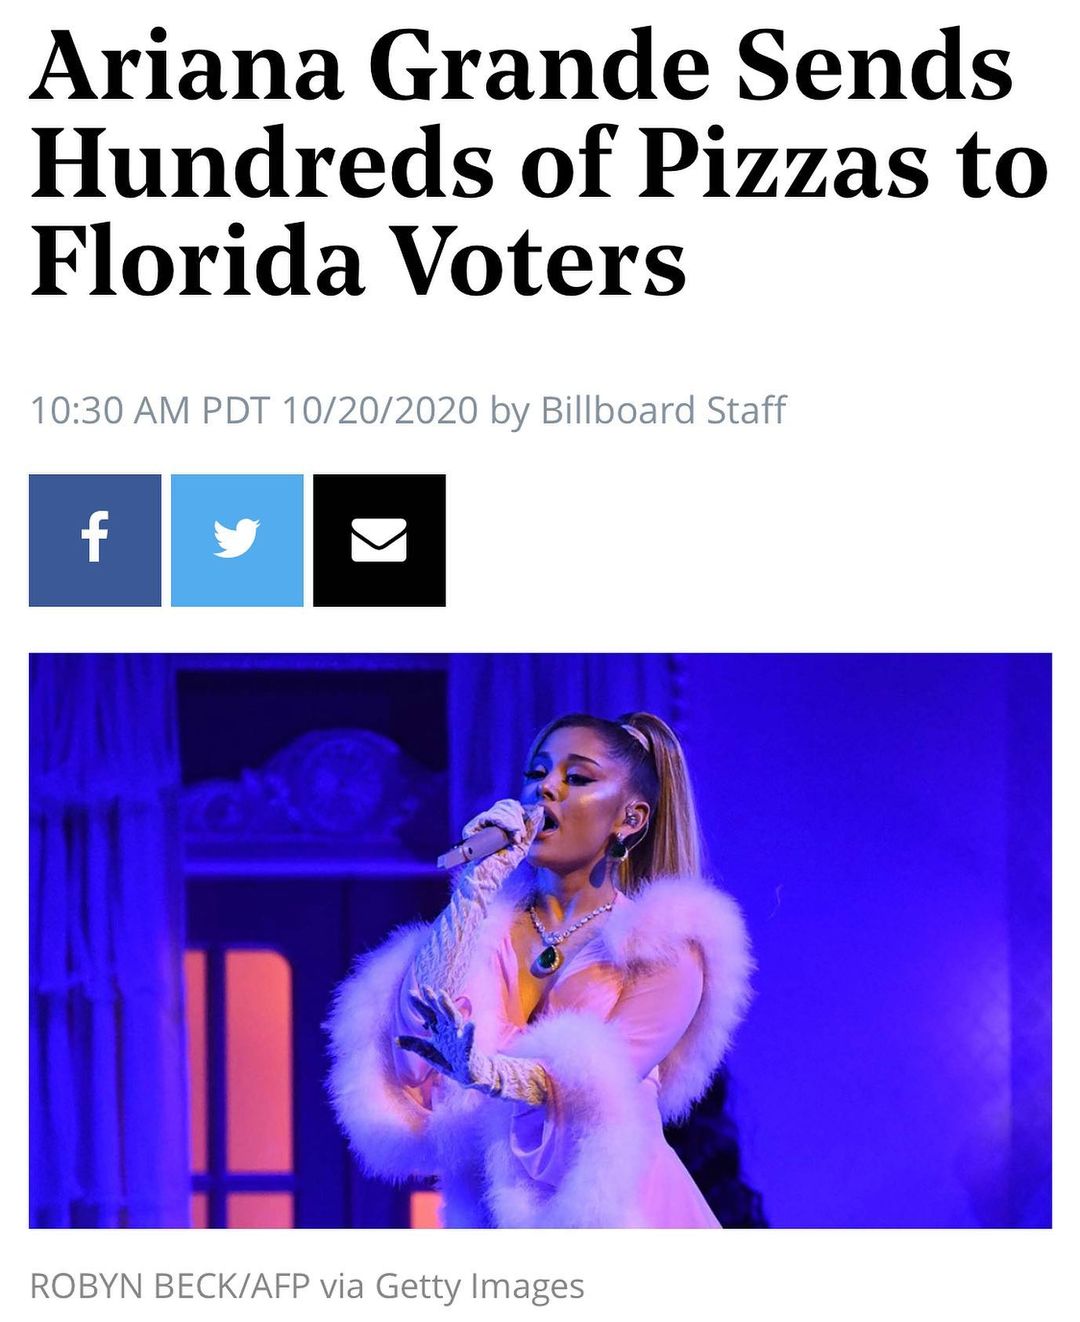 Ariana Grande Sends
Hundreds of Pizzas to
Florida Voters
10:30 AM PDT 10/20/2020 by Billboard Staff
ROBYN BECK/AFP via Getty Images